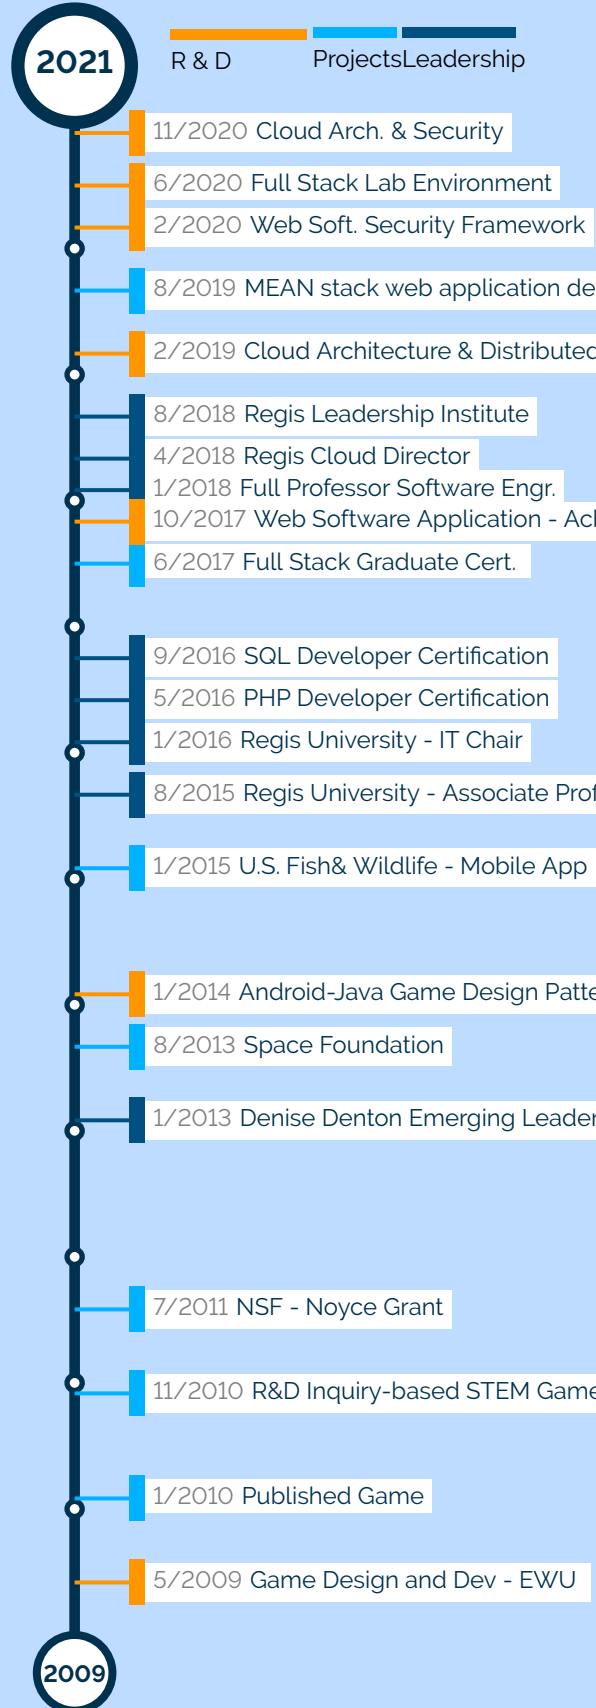 2021
R & D ProjectsLeadership
11/2020 Cloud Arch. & Security
6/2020 Full Stack Lab Environment
2/2020 Web Soft. Security Framework
8/2019 MEAN stack web application de
2/2019 Cloud Architecture & Distributed
8/2018 Regis Leadership Institute
4/2018 Regis Cloud Director
1/2018 Full Professor Software Engr.
10/2017 Web Software Application - Ac
6/2017 Full Stack Graduate Cert.
9/2016 SQL Developer Certification
5/2016 PHP Developer Certification
1/2016 Regis University - IT Chair
8/2015 Regis University - Associate Prof
1/2015 U.S. Fish& Wildlife - Mobile App
1/2014 Android-Java Game Design Patte
8/2013 Space Foundation
1/2013 Denise Denton Emerging Leader
7/2011 NSF - Noyce Grant
11/2010 R&D Inquiry-based STEM Game
1/2010 Published Game
5/2009 Game Design and Dev - EWU
2009